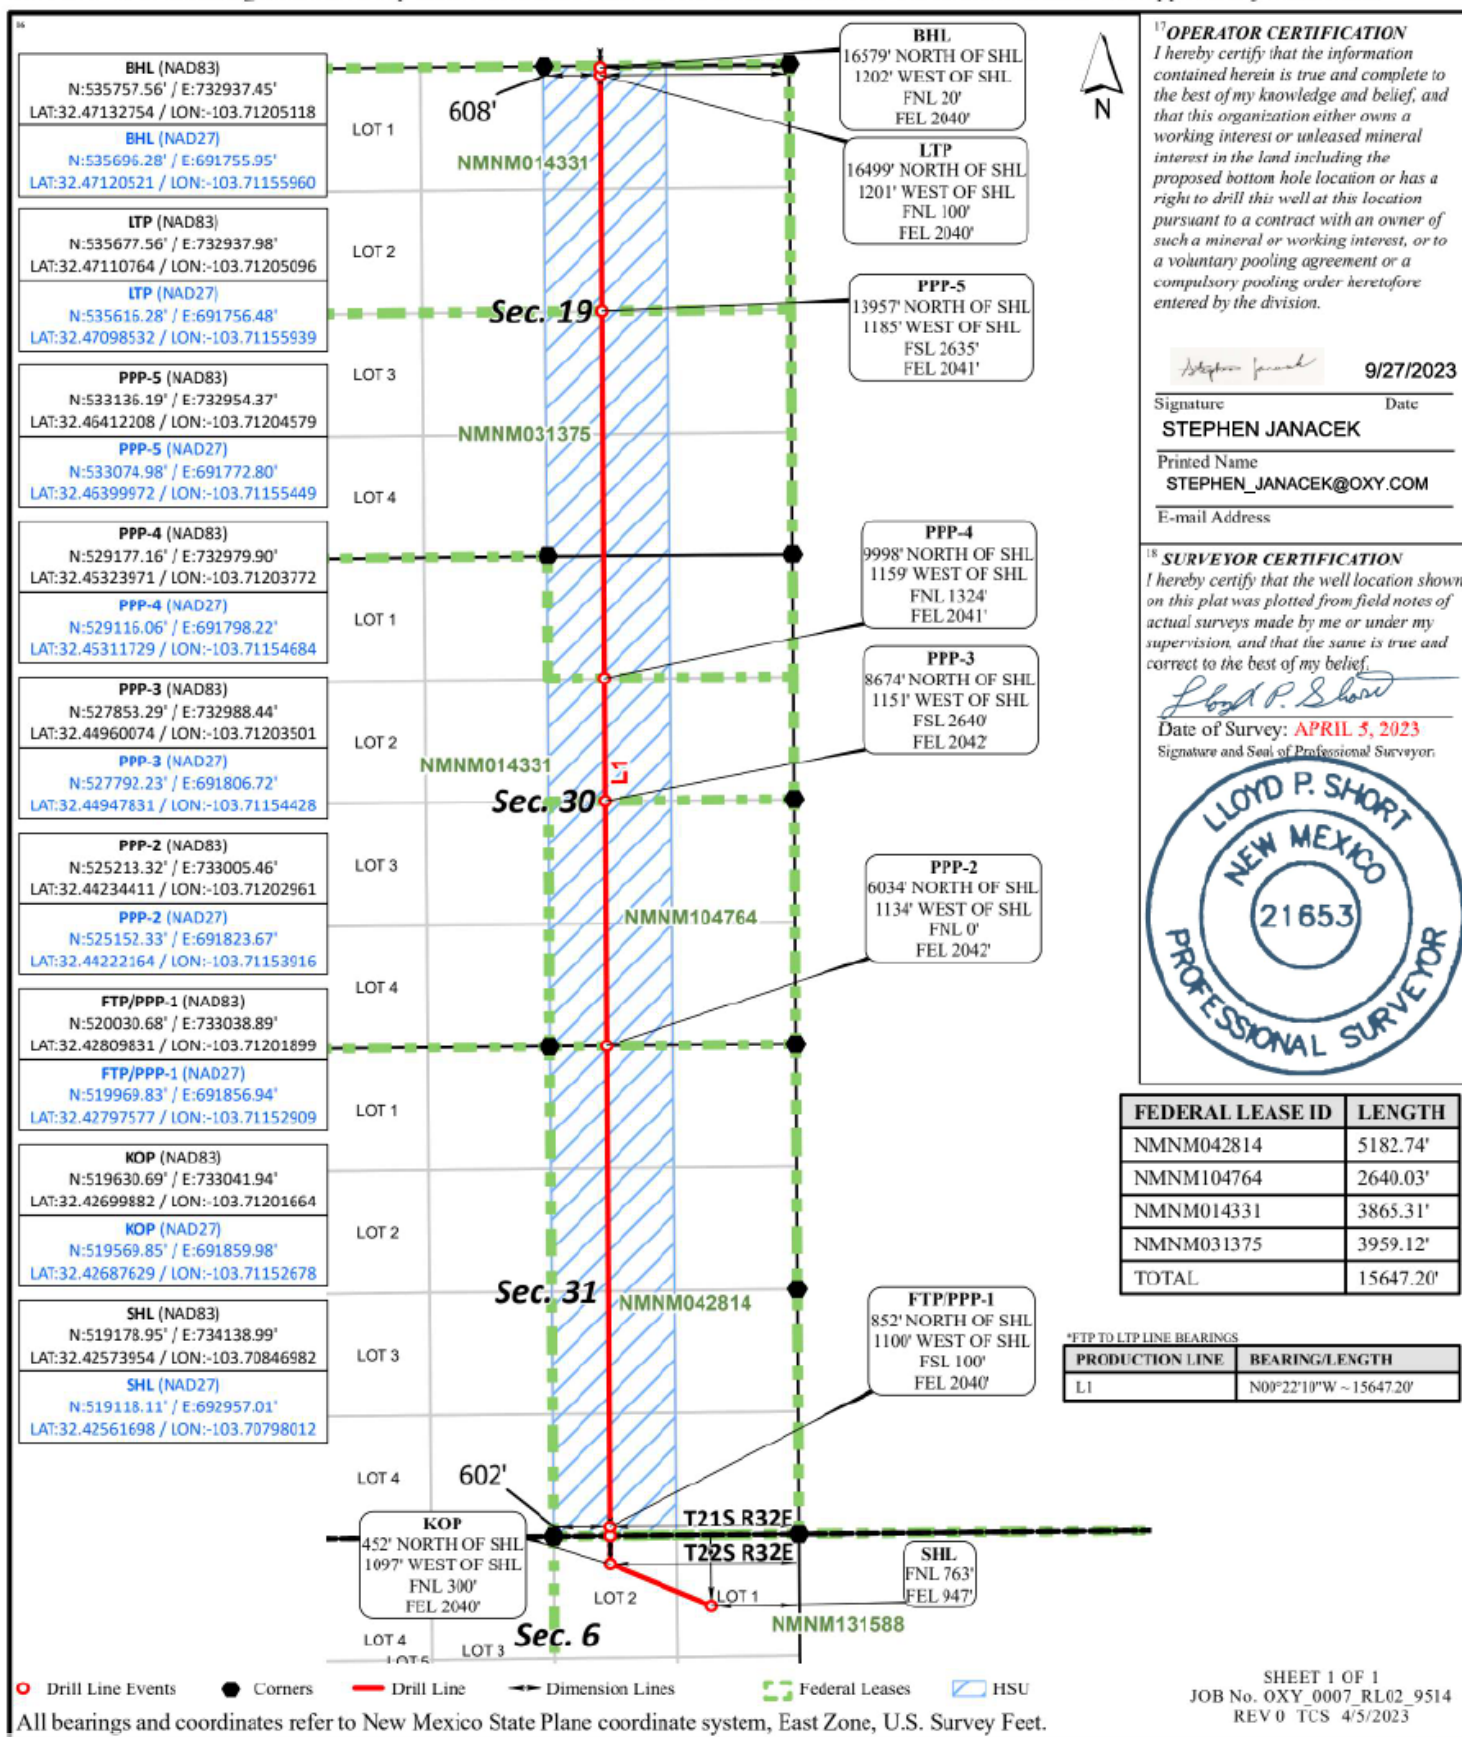 16
BHL (NAD83)
N:535757.56' / E:732937.45'
LAT:32.47132754 / LON:-103.71205118
BHL (NAD27)
N:535696.28' / E:691755.95'
LAT:32.47120521 / LON:-103.71155960
LTP (NAD83)
N:535677.56' / E:732937.98'
LAT:32.47110764 / LON:-103.71205096
LTP (NAD27)
N:535616.28' / E:691756.48'
LAT:32.47098532 / LON:-103.71155939
PPP-5 (NAD83)
N:533136.19' / E:732954.37'
LAT:32.46412208 / LON:-103.71204579
PPP-5 (NAD27)
N:533074.98' / E:691772.80'
LAT:32.46399972 / LON:-103.71155449
PPP-4 (NAD83)
N:529177.16' / E:732979.90'
LAT:32.45323971 / LON:-103.71203772
PPP-4 (NAD27)
N:529116.06' / E:691798.22'
LAT:32.45311729 / LON:-103.71154684
PPP-3 (NAD83)
N:527853.29' / E:732988.44'
LAT:32.44960074 / LON:-103.71203501
PPP-3 (NAD27)
N:527792.23' / E:691806.72'
LAT:32.44947831 / LON:-103.71154428
PPP-2 (NAD83)
N:525213.32' / E:733005.46'
LAT:32.44234411 / LON:-103.71202961
PPP-2 (NAD27)
N:525152.33' / E:691823.67'
LAT:32.44222164 / LON:-103.71153916
FTP/PPP-1 (NAD83)
N:520030.68' / E:733038.89'
LAT:32.42809831 / LON:-103.71201899
FTP/PPP-1 (NAD27)
N:519969.83' / E:691856.94'
LAT:32.42797577 / LON:-103.71152909
KOP (NAD83)
N:519630.69' / E:733041.94'
LAT:32.42699882 / LON:-103.71201664
KOP (NAD27)
N:519569.85' / E:691859.98'
LAT:32.42687629 / LON:-103.71152678
SHL (NAD83)
N:519178.95' / E:734138.99'
LAT:32.42573954 / LON:-103.70846982
SHL (NAD27)
N:519118.11' / E:692957.01'
LAT:32.42561698 / LON:-103.70798012
608'
LOT 1
NMNM014331
LOT 2
Sec. 19
LOT 3
NMNM031375
LOT 4
LOT 1
LOT 2
NMNM014331
L1
Sec. 30
LOT 3
NMNM104764
LOT 4
LOT 1
LOT 2
Sec. 31
NMNM042814
LOT 3
LOT 4
602'
T21S R32E
T22S R32E
LOT 2
LOT 1
NMNM131588
LOT 4
LOT 3
Sec. 6
LOT 5
BHL
16579' NORTH OF SHL
1202' WEST OF SHL
FNL 20'
FEL 2040'
LTP
16499' NORTH OF SHL
1201' WEST OF SHL
FNL 100'
FEL 2040'
PPP-5
13957' NORTH OF SHL
1185' WEST OF SHL
FSL 2635'
FEL 2041'
PPP-4
9998' NORTH OF SHL
1159' WEST OF SHL
FNL 1324'
FEL 2041'
PPP-3
8674' NORTH OF SHL
1151' WEST OF SHL
FSL 2640'
FEL 2042'
PPP-2
6034' NORTH OF SHL
1134' WEST OF SHL
FNL 0'
FEL 2042'
FTP/PPP-1
852' NORTH OF SHL
1100' WEST OF SHL
FSL 100'
FEL 2040'
KOP
452' NORTH OF SHL
1097' WEST OF SHL
FNL 300'
FEL 2040'
SHL
FNL 763'
FEL 947'
N
17 OPERATOR CERTIFICATION
I hereby certify that the information
contained herein is true and complete to
the best of my knowledge and belief, and
that this organization either owns a
working interest or unleased mineral
interest in the land including the
proposed bottom hole location or has a
right to drill this well at this location
pursuant to a contract with an owner of
such a mineral or working interest, or to
a voluntary pooling agreement or a
compulsory pooling order heretofore
entered by the division.
Stephen Janacek 9/27/2023
Signature Date
STEPHEN JANACEK
Printed Name
STEPHEN_JANACEK@OXY.COM
E-mail Address
18 SURVEYOR CERTIFICATION
I hereby certify that the well location shown
on this plat was plotted from field notes of
actual surveys made by me or under my
supervision, and that the same is true and
correct to the best of my belief.
Lloyd P. Short
Date of Survey: APRIL 5, 2023
Signature and Seal of Professional Surveyor:
LLOYD P. SHORT
NEW MEXICO
21653
PROFESSIONAL SURVEYOR
FEDERAL LEASE ID LENGTH
NMNM042814 5182.74'
NMNM104764 2640.03'
NMNM014331 3865.31'
NMNM031375 3959.12'
TOTAL 15647.20'
*FTP TO LTP LINE BEARINGS
PRODUCTION LINE BEARING/LENGTH
L1 N00°22'10"W ~ 15647.20'
Drill Line Events
Corners
Drill Line
Dimension Lines
Federal Leases
HSU
All bearings and coordinates refer to New Mexico State Plane coordinate system, East Zone, U.S. Survey Feet.
SHEET 1 OF 1
JOB No. OXY_0007_RL02_9514
REV 0 TCS 4/5/2023